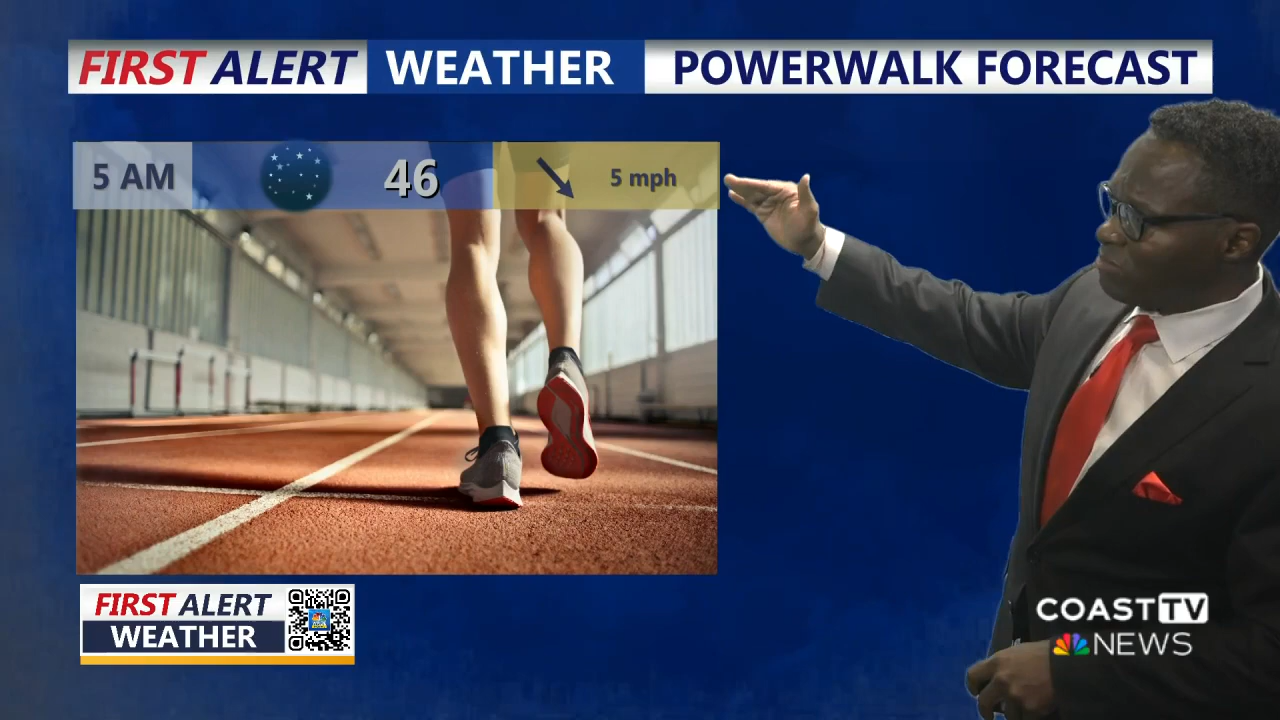 FIRST ALERT WEATHER POWERWALK FORECAST
5 AM 46 5 mph
FIRST ALERT
WEATHER
COAST TV
NEWS